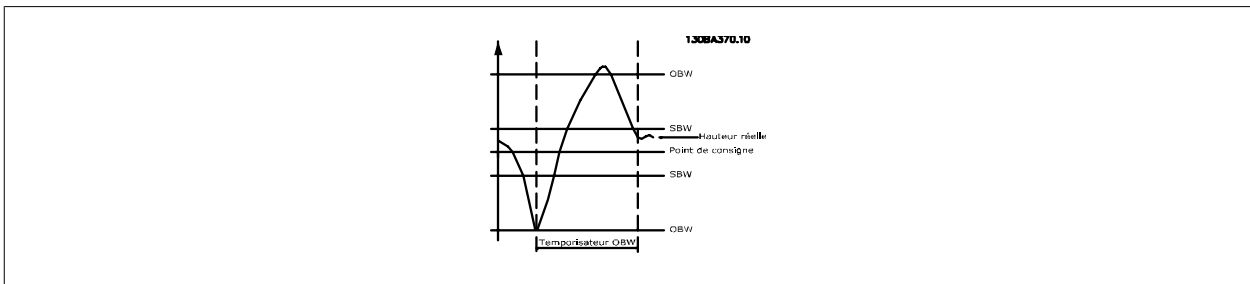 130BA370.10
OBW
SBW
Hauteur réelle
Point de consigne
SBW
OBW
Temporisateur OBW